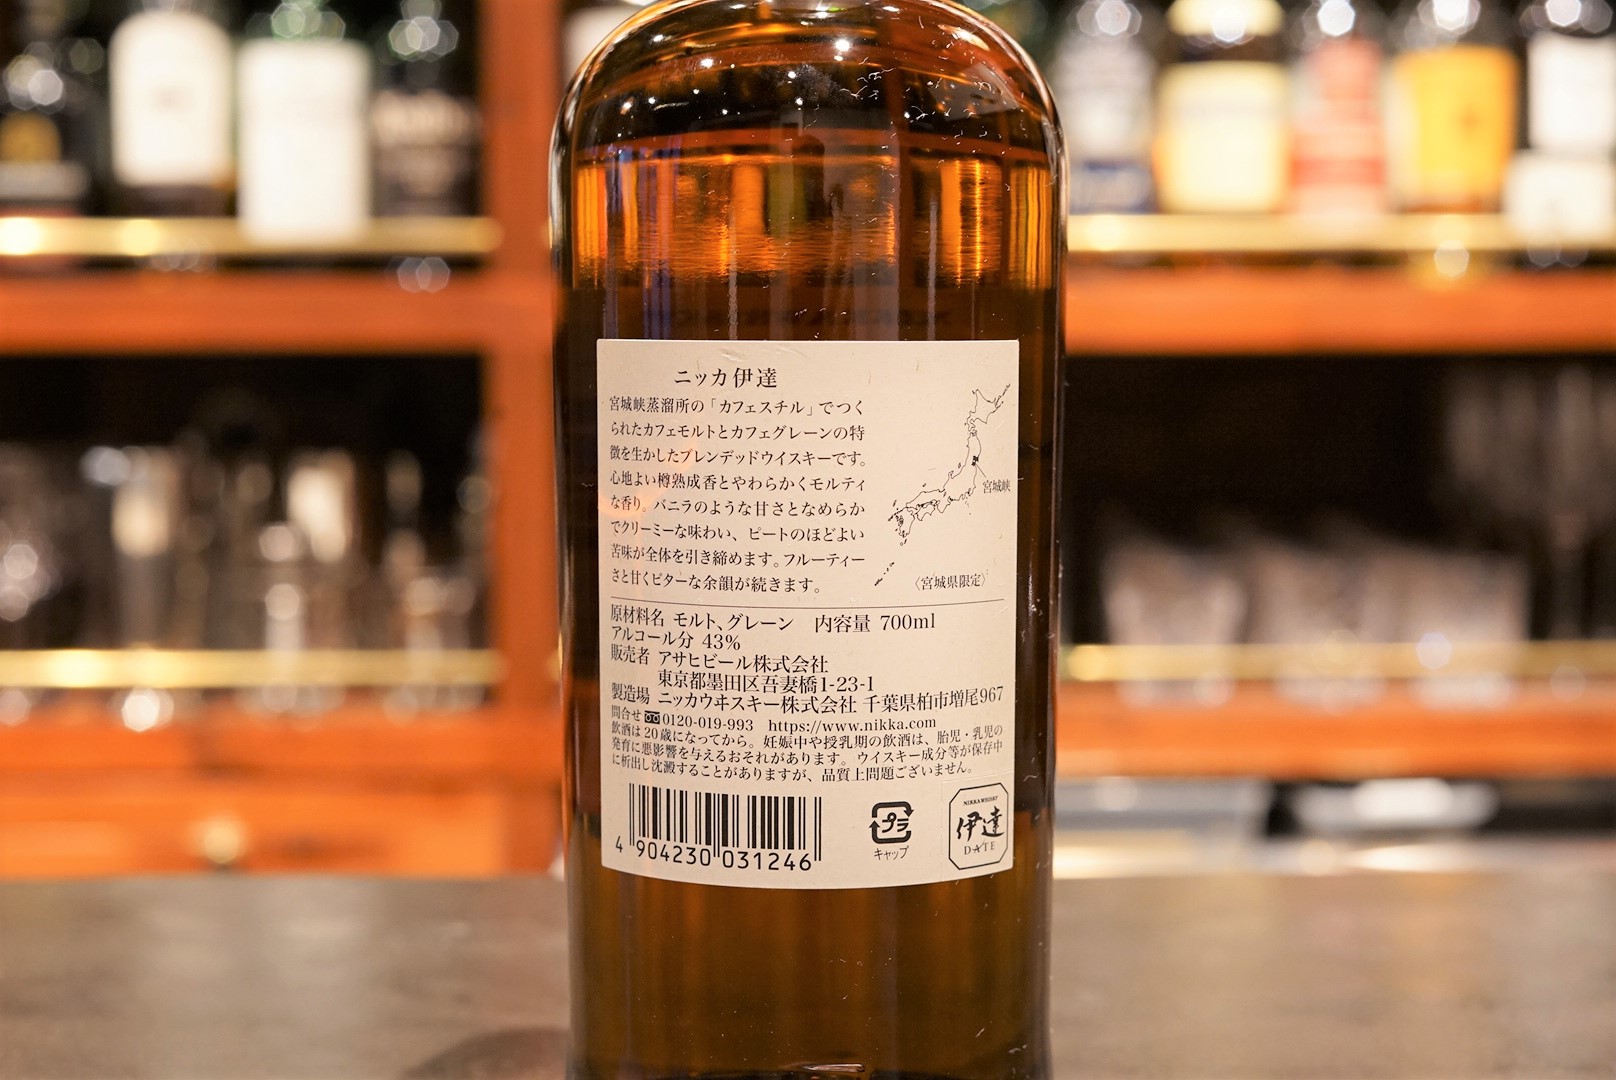 ニッカ伊達
宮城峡蒸溜所の「カフェスチル」でつく
られたカフェモルトとカフェグレーンの特
徴を生かしたブレンデッドウイスキーです。
心地よい樽熟成香とやわらかくモルティ
な香り。バニラのような甘さとなめらか
でクリーミーな味わい、ピートのほどよい
苦味が全体を引き締めます。フルーティー
さと甘くビターな余韻が続きます。
宮城峡
〈宮城県限定〉
原材料名 モルト、グレーン 内容量 700ml
アルコール分 43%
販売者 アサヒビール株式会社
東京都墨田区吾妻橋1-23-1
製造場 ニッカウヰスキー株式会社 千葉県柏市増尾967
問合せ 0120-019-993 https://www.nikka.com
飲酒は20歳になってから。妊娠中や授乳期の飲酒は、胎児・乳児の
発育に悪影響を与えるおそれがあります。ウイスキー成分等が保存中
に析出し沈澱することがありますが、品質上問題ございません。
4 904230 031246
プラ
キャップ
NIKKA WHISKY
伊達
DATE